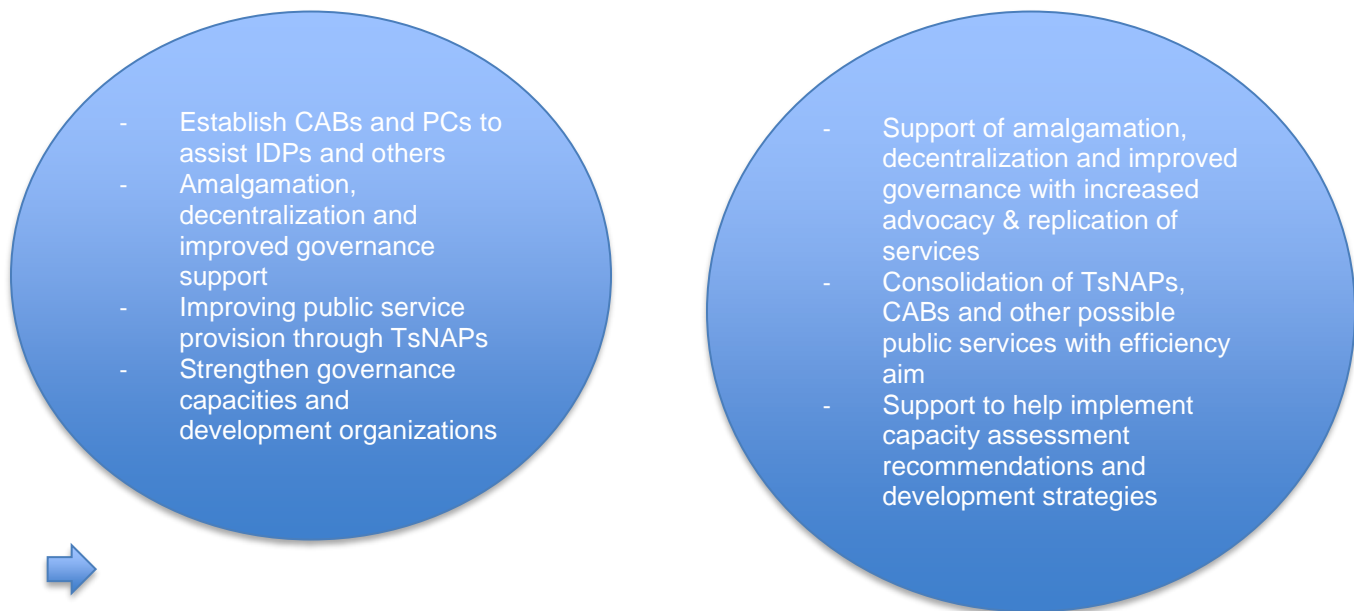 - Establish CABs and PCs to
assist IDPs and others
- Amalgamation,
decentralization and
improved governance
support
- Improving public service
provision through TsNAPs
- Strengthen governance
capacities and
development organizations
- Support of amalgamation,
decentralization and improved
governance with increased
advocacy & replication of
services
- Consolidation of TsNAPs,
CABs and other possible
public services with efficiency
aim
- Support to help implement
capacity assessment
recommendations and
development strategies